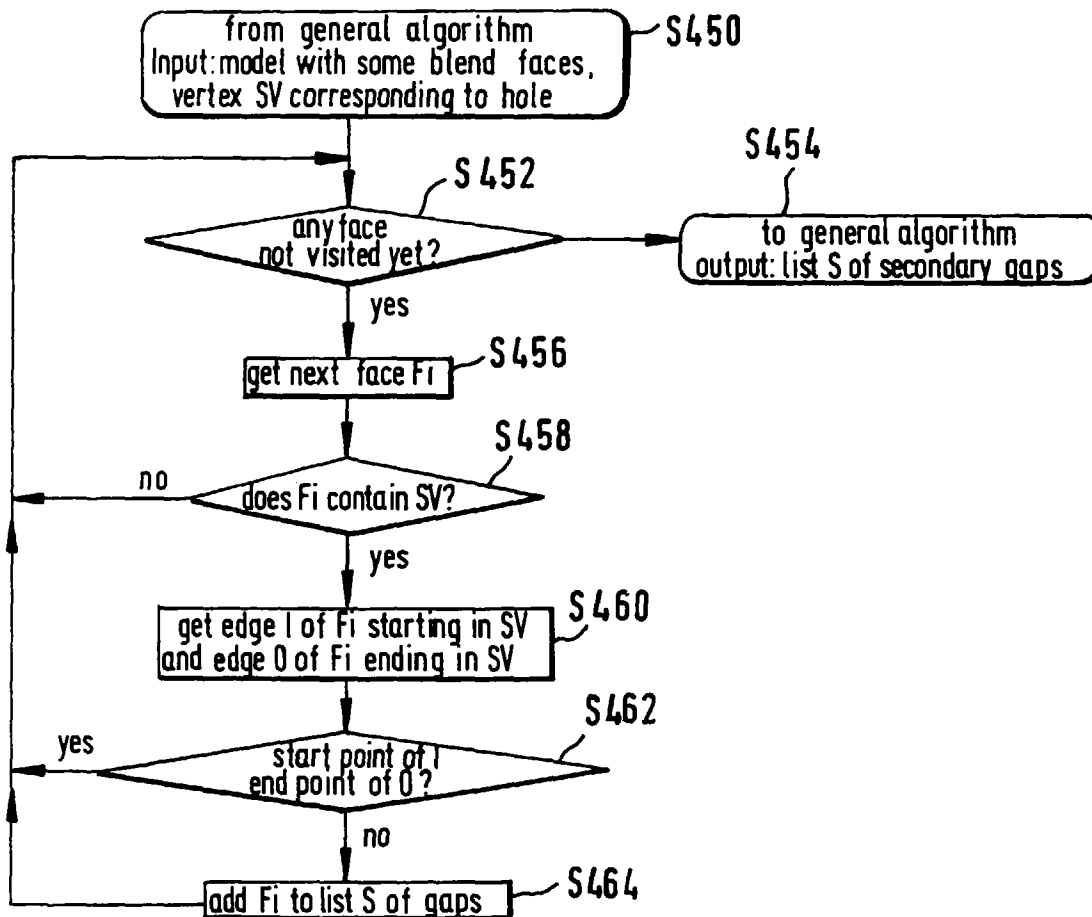 from general algorithm
Input: model with some blend faces,
vertex SV corresponding to hole
S450
S452
any face
not visited yet?
S454
to general algorithm
output: list S of secondary gaps
yes
S456
get next face Fi
S458
no
does Fi contain SV?
yes
S460
get edge I of Fi starting in SV
and edge O of Fi ending in SV
S462
yes
start point of I
end point of O?
no
S464
add Fi to list S of gaps